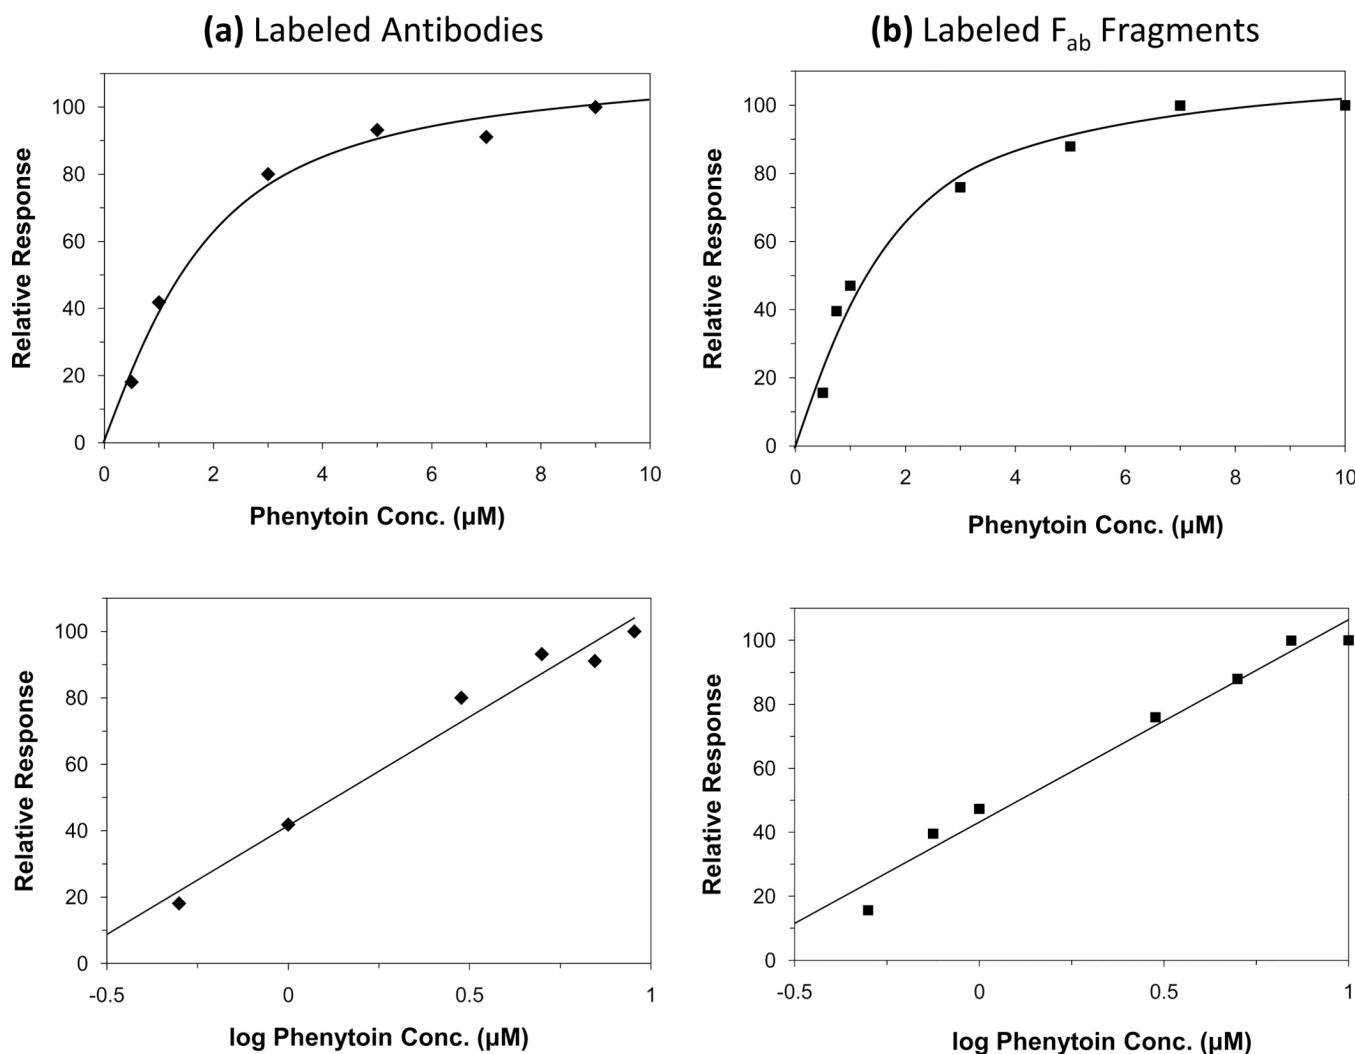 (a) Labeled Antibodies
Relative Response
100
80
60
40
20
0
0 2 4 6 8 10
Phenytoin Conc. (µM)
(b) Labeled Fab Fragments
Relative Response
100
80
60
40
20
0
0 2 4 6 8 10
Phenytoin Conc. (µM)
Relative Response
100
80
60
40
20
0
-0.5 0 0.5 1
log Phenytoin Conc. (µM)
Relative Response
100
80
60
40
20
0
-0.5 0 0.5 1
log Phenytoin Conc. (µM)